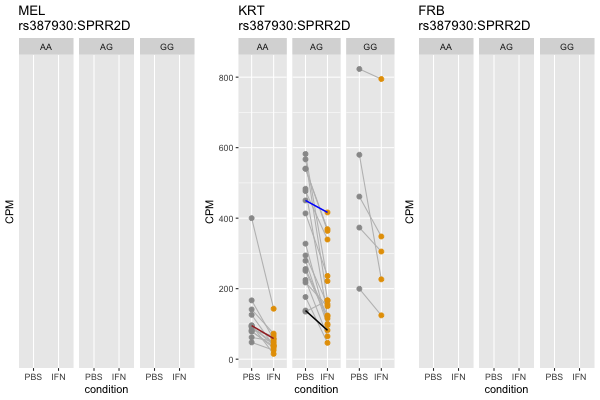 MEL
rs387930:SPRR2D
AA AG GG
CPM
PBS IFN PBS IFN PBS IFN
condition
KRT
rs387930:SPRR2D
AA AG GG
800
600
400
200
0
CPM
PBS IFN PBS IFN PBS IFN
condition
FRB
rs387930:SPRR2D
AA AG GG
CPM
PBS IFN PBS IFN PBS IFN
condition